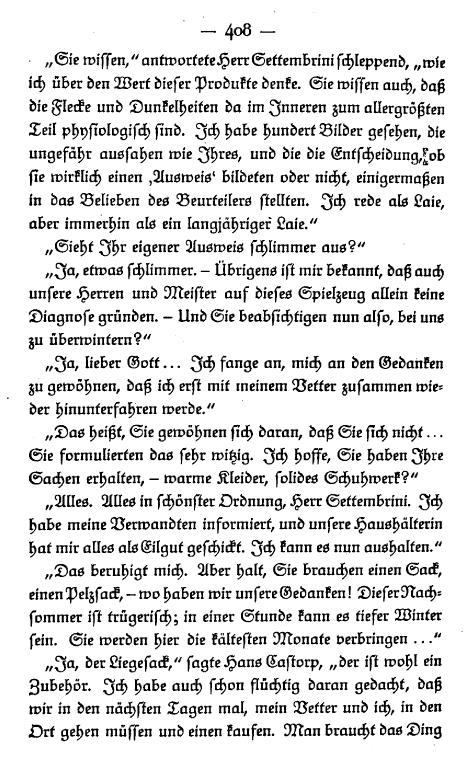 — 408 —
„Sie wissen,“ antwortete Herr Settembrini schleppend, „wie
ich über den Wert dieser Produkte denke. Sie wissen auch, daß
die Flecke und Dunkelheiten da im Inneren zum allergrößten
Teil physiologisch sind. Ich habe hundert Bilder gesehen, die
ungefähr aussahen wie Ihres, und die die Entscheidung, ob
sie wirklich einen ‚Ausweis‘ bildeten oder nicht, einigermaßen
in das Belieben des Beurteilers stellten. Ich rede als Laie,
aber immerhin als ein langjähriger Laie.“
„Sieht Ihr eigener Ausweis schlimmer aus?“
„Ja, etwas schlimmer. – Übrigens ist mir bekannt, daß auch
unsere Herren und Meister auf dieses Spielzeug allein keine
Diagnose gründen. – Und Sie beabsichtigen nun also, bei uns
zu überwintern?“
„Ja, lieber Gott... Ich fange an, mich an den Gedanken
zu gewöhnen, daß ich erst mit meinem Vetter zusammen wie-
der hinunterfahren werde.“
„Das heißt, Sie gewöhnen sich daran, daß Sie sich nicht...
Sie formulierten das sehr witzig. Ich hoffe, Sie haben Ihre
Sachen erhalten, – warme Kleider, solides Schuhwerk?“
„Alles. Alles in schönster Ordnung, Herr Settembrini. Ich
habe meine Verwandten informiert, und unsere Haushälterin
hat mir alles als Eilgut geschickt. Ich kann es nun aushalten.“
„Das beruhigt mich. Aber halt, Sie brauchen einen Sack,
einen Pelzsack, – wo haben wir unsere Gedanken! Dieser Nach-
sommer ist trügerisch; in einer Stunde kann es tiefer Winter
sein. Sie werden hier die kältesten Monate verbringen ...“
„Ja, der Liegesack,“ sagte Hans Castorp, „der ist wohl ein
Zubehör. Ich habe auch schon flüchtig daran gedacht, daß
wir in den nächsten Tagen mal, mein Vetter und ich, in den
Ort gehen müssen und einen kaufen. Man braucht das Ding